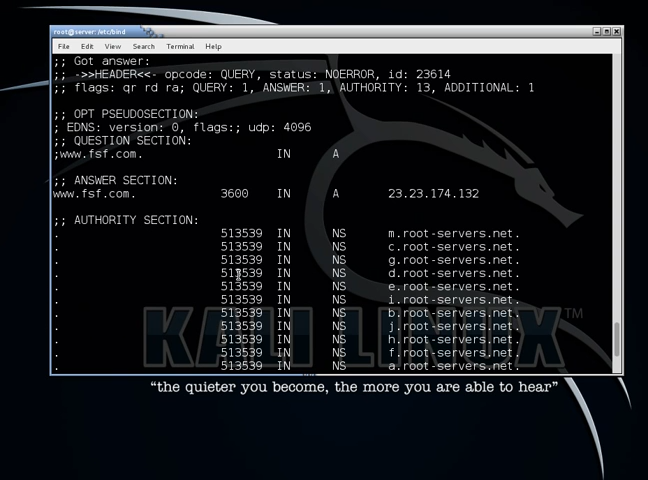 root@server: /etc/bind
File Edit View Search Terminal Help
;; Got answer:
;; ->>HEADER<<- opcode: QUERY, status: NOERROR, id: 23614
;; flags: qr rd ra; QUERY: 1, ANSWER: 1, AUTHORITY: 13, ADDITIONAL: 1
;; OPT PSEUDOSECTION:
; EDNS: version: 0, flags:; udp: 4096
;; QUESTION SECTION:
;www.fsf.com. IN A
;; ANSWER SECTION:
www.fsf.com. 3600 IN A 23.23.174.132
;; AUTHORITY SECTION:
. 513539 IN NS m.root-servers.net.
. 513539 IN NS c.root-servers.net.
. 513539 IN NS g.root-servers.net.
. 513539 IN NS d.root-servers.net.
. 513539 IN NS e.root-servers.net.
. 513539 IN NS i.root-servers.net.
. 513539 IN NS b.root-servers.net.
. 513539 IN NS j.root-servers.net.
. 513539 IN NS h.root-servers.net.
. 513539 IN NS f.root-servers.net.
. 513539 IN NS a.root-servers.net.
KALI LINUX™
“the quieter you become, the more you are able to hear”